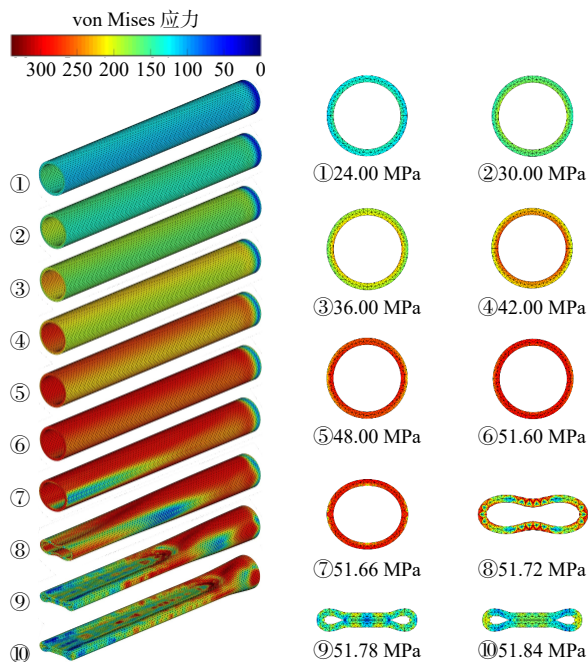 von Mises 应力
300 250 200 150 100 50 0
①
②
③
④
⑤
⑥
⑦
⑧
⑨
⑩
①24.00 MPa
②30.00 MPa
③36.00 MPa
④42.00 MPa
⑤48.00 MPa
⑥51.60 MPa
⑦51.66 MPa
⑧51.72 MPa
⑨51.78 MPa
⑩51.84 MPa